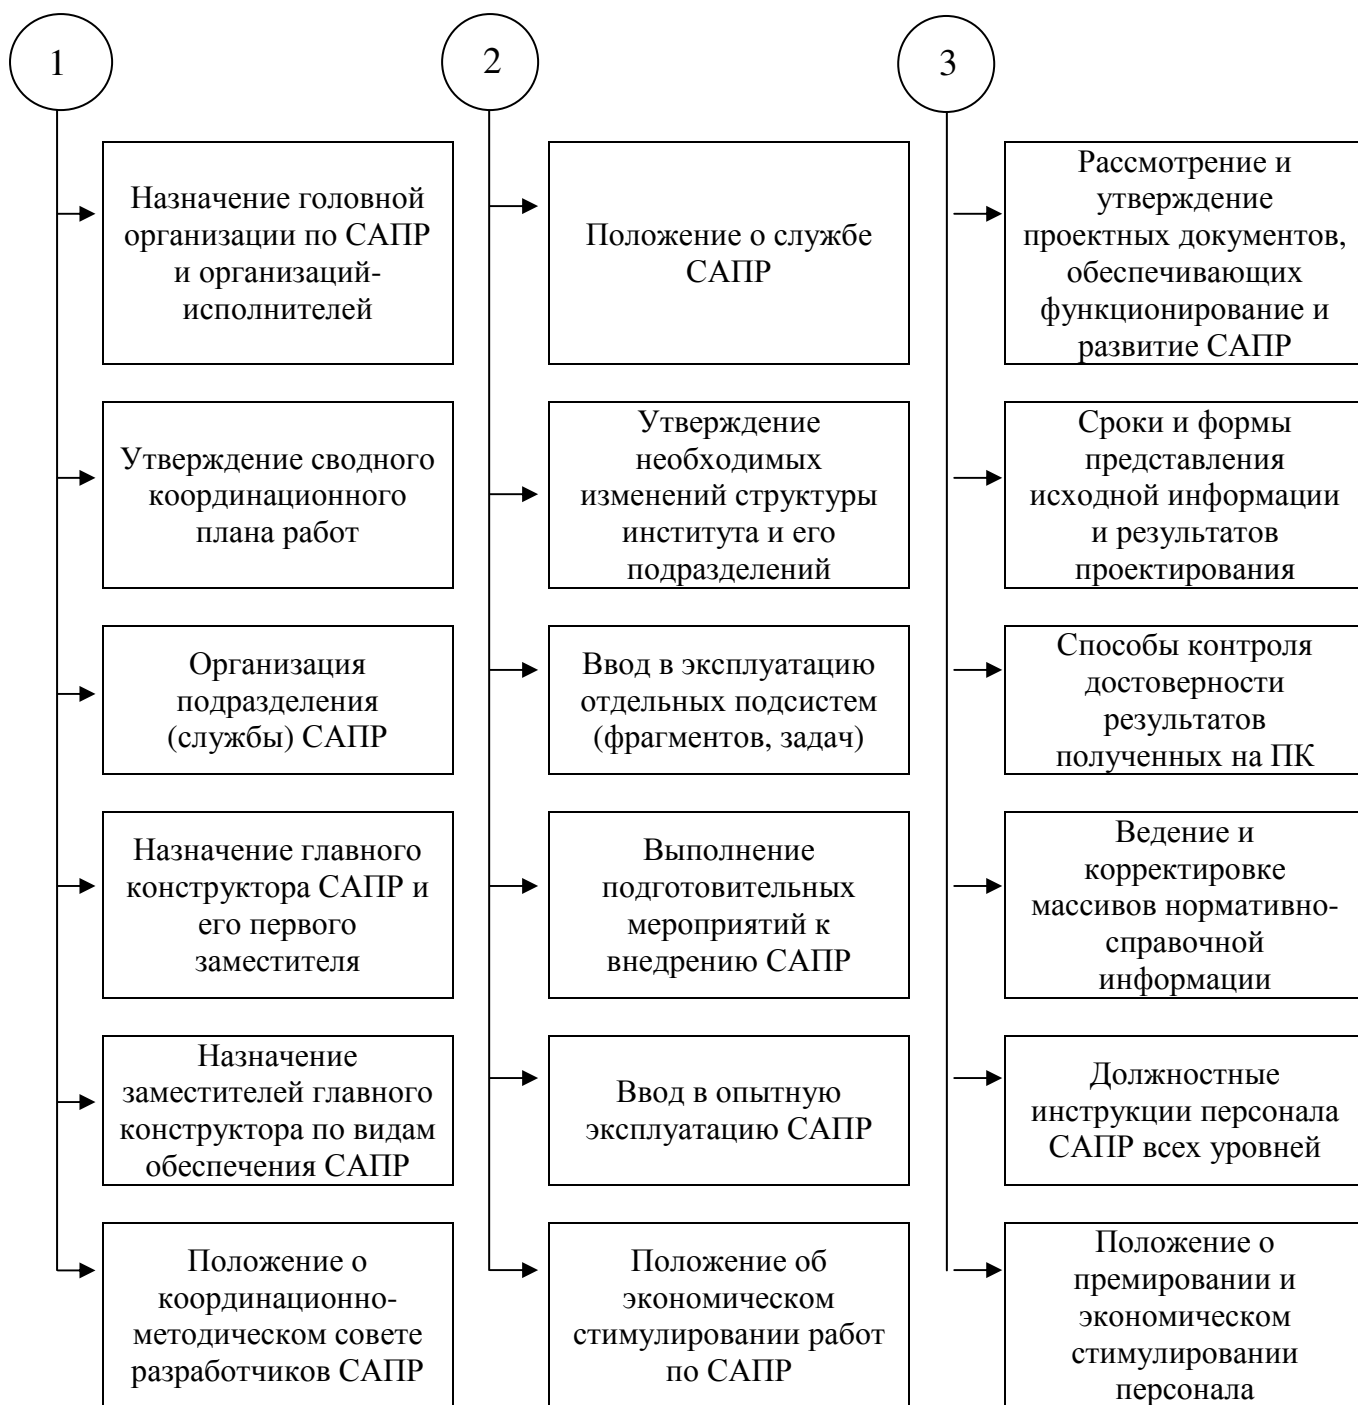 1
Назначение головной
организации по САПР
и организаций-
исполнителей
Утверждение сводного
координационного
плана работ
Организация
подразделения
(службы) САПР
Назначение главного
конструктора САПР и
его первого
заместителя
Назначение
заместителей главного
конструктора по видам
обеспечения САПР
Положение о
координационно-
методическом совете
разработчиков САПР
2
Положение о службе
САПР
Утверждение
необходимых
изменений структуры
института и его
подразделений
Ввод в эксплуатацию
отдельных подсистем
(фрагментов, задач)
Выполнение
подготовительных
мероприятий к
внедрению САПР
Ввод в опытную
эксплуатацию САПР
Положение об
экономическом
стимулировании работ
по САПР
3
Рассмотрение и
утверждение
проектных документов,
обеспечивающих
функционирование и
развитие САПР
Сроки и формы
представления
исходной информации
и результатов
проектирования
Способы контроля
достоверности
результатов
полученных на ПК
Ведение и
корректировке
массивов нормативно-
справочной
информации
Должностные
инструкции персонала
САПР всех уровней
Положение о
премировании и
экономическом
стимулировании
персонала